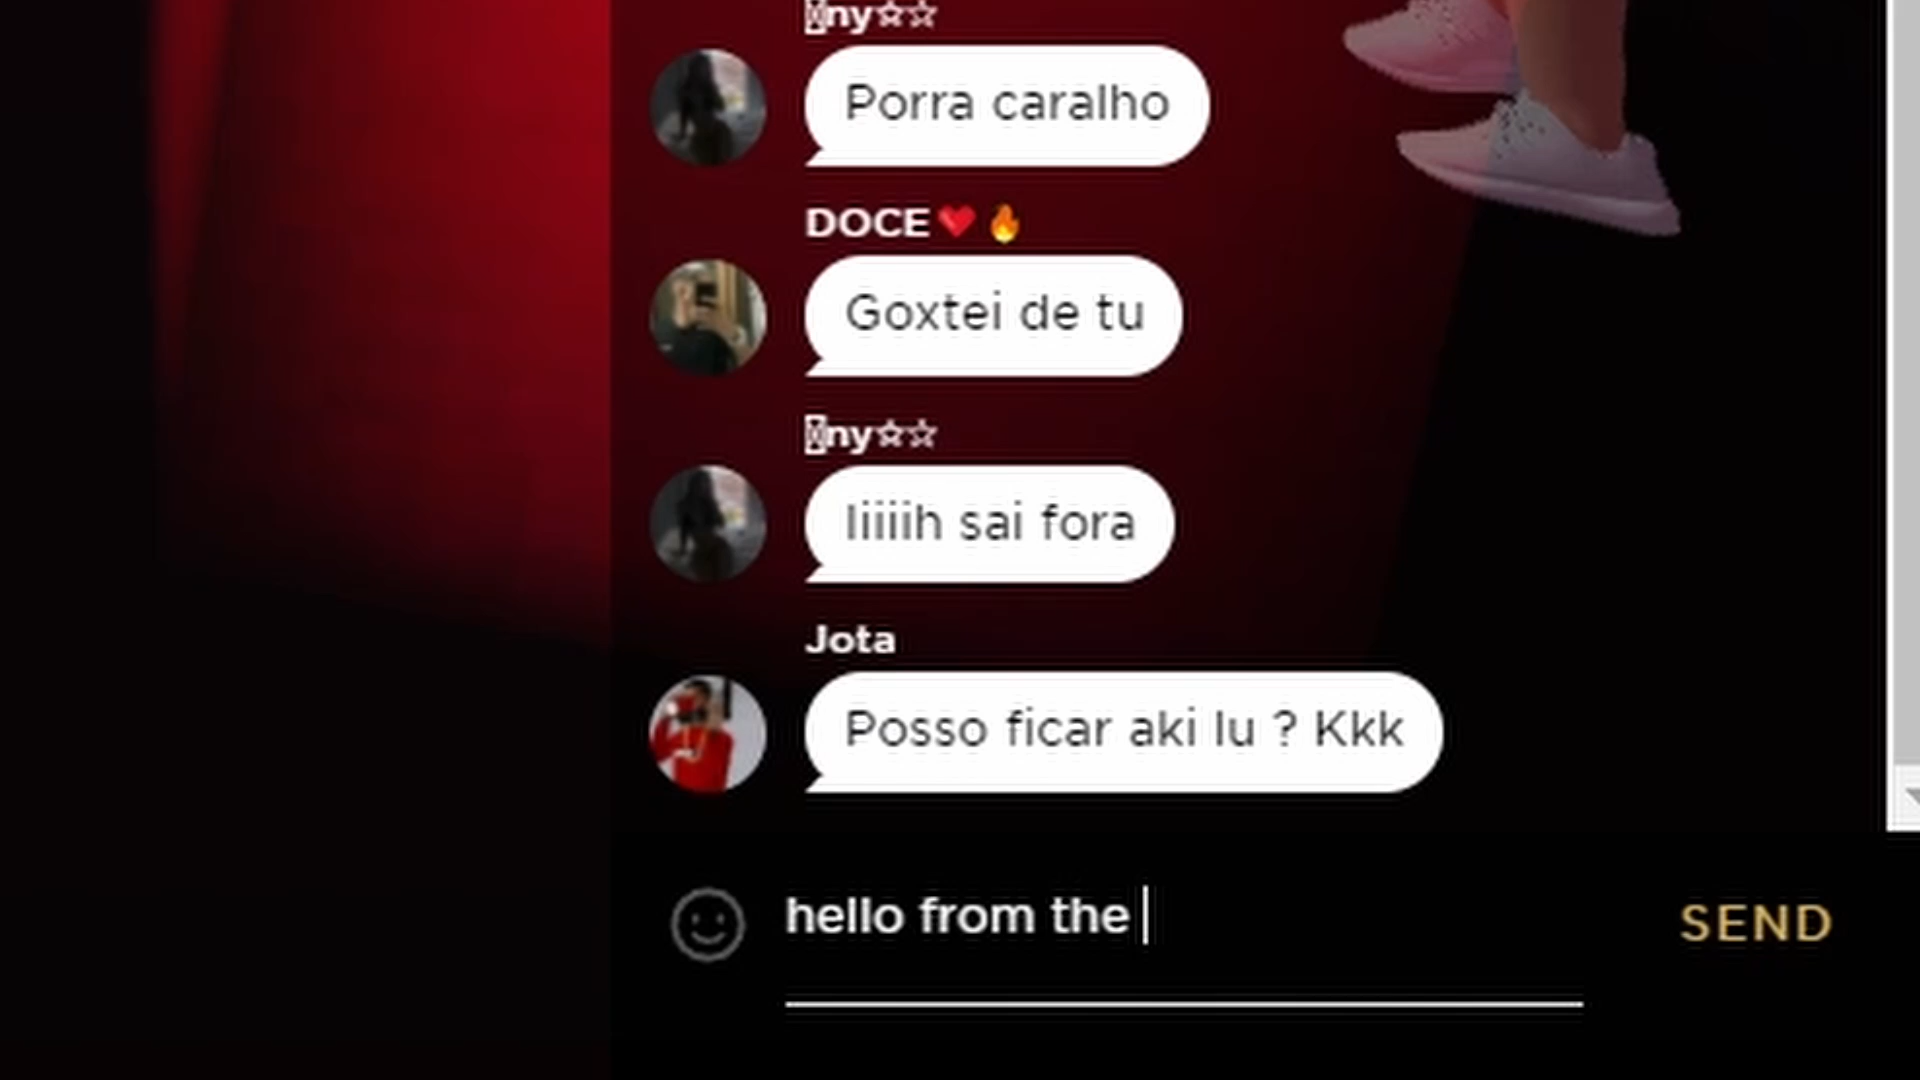 ny☆☆
Porra caralho
DOCE❤️🔥
Goxtei de tu
ny☆☆
Iiiiih sai fora
Jota
Posso ficar aki lu ? Kkk
hello from the
SEND